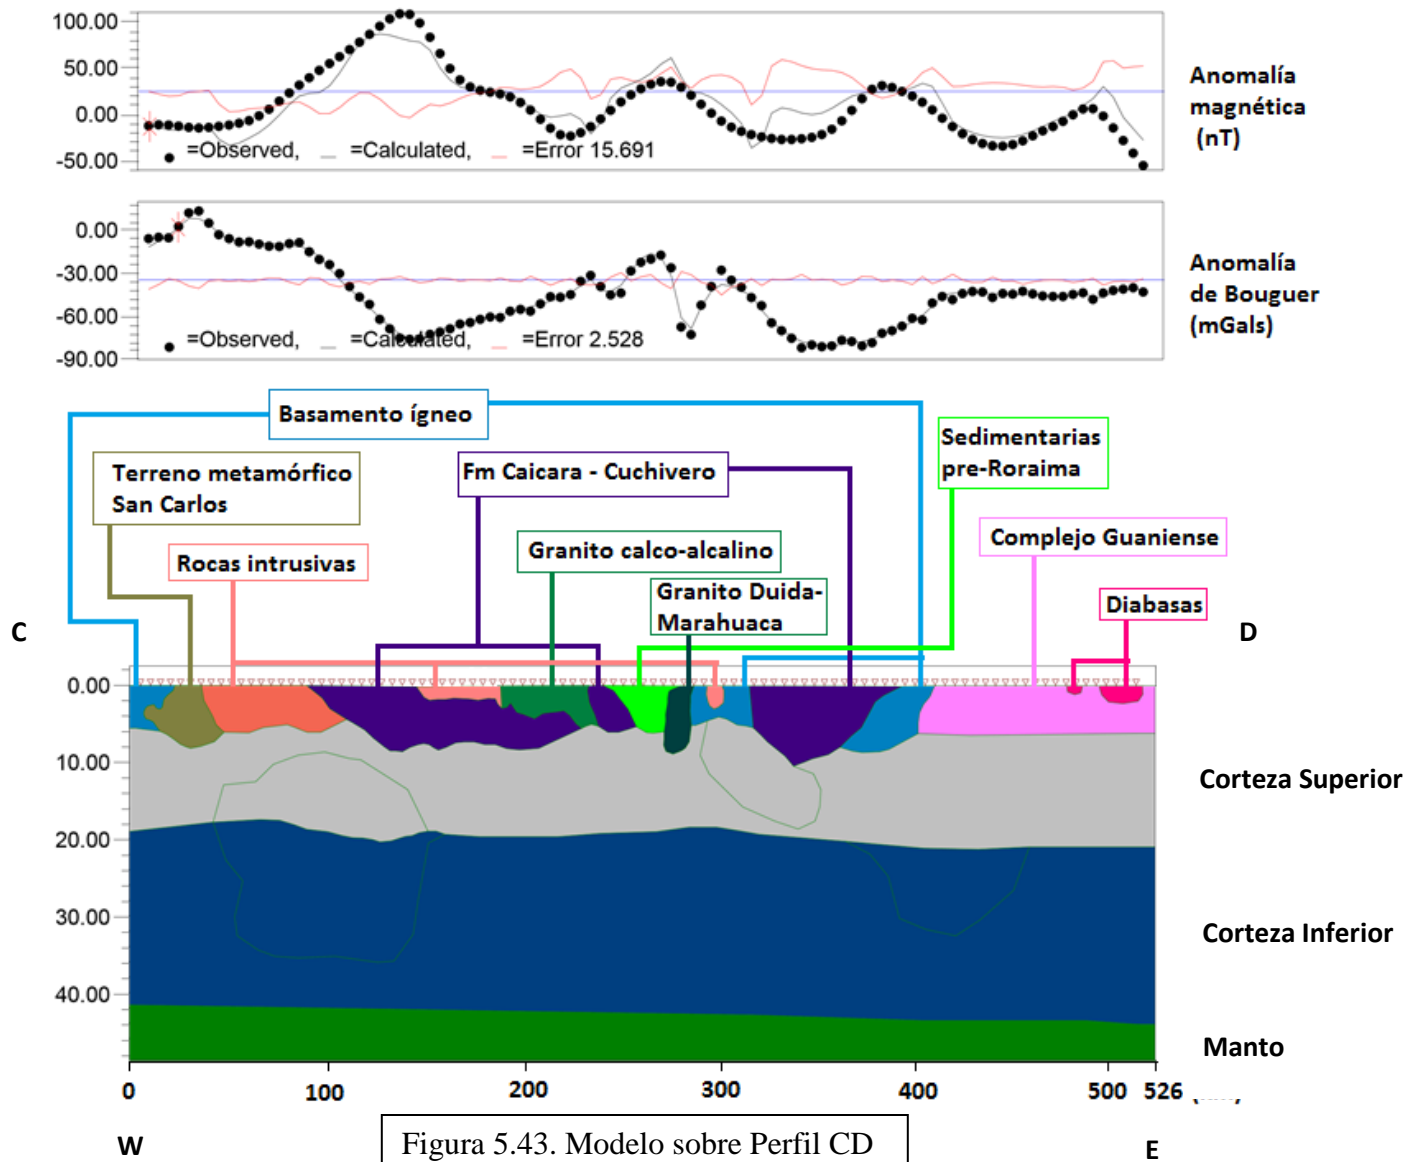 100.00
50.00
0.00
-50.00
=Observed, =Calculated, =Error 15.691
Anomalía
magnética
(nT)
0.00
-30.00
-60.00
-90.00
=Observed, =Calculated, =Error 2.528
Anomalía
de Bouguer
(mGals)
Basamento ígneo
Sedimentarias
pre-Roraima
Terreno metamórfico
San Carlos
Fm Caicara - Cuchivero
Rocas intrusivas
Granito calco-alcalino
Complejo Guaniense
Granito Duida-
Marahuaca
Diabasas
C
D
0.00
10.00
20.00
30.00
40.00
Corteza Superior
Corteza Inferior
Manto
0 100 200 300 400 500 526
W
Figura 5.43. Modelo sobre Perfil CD
E